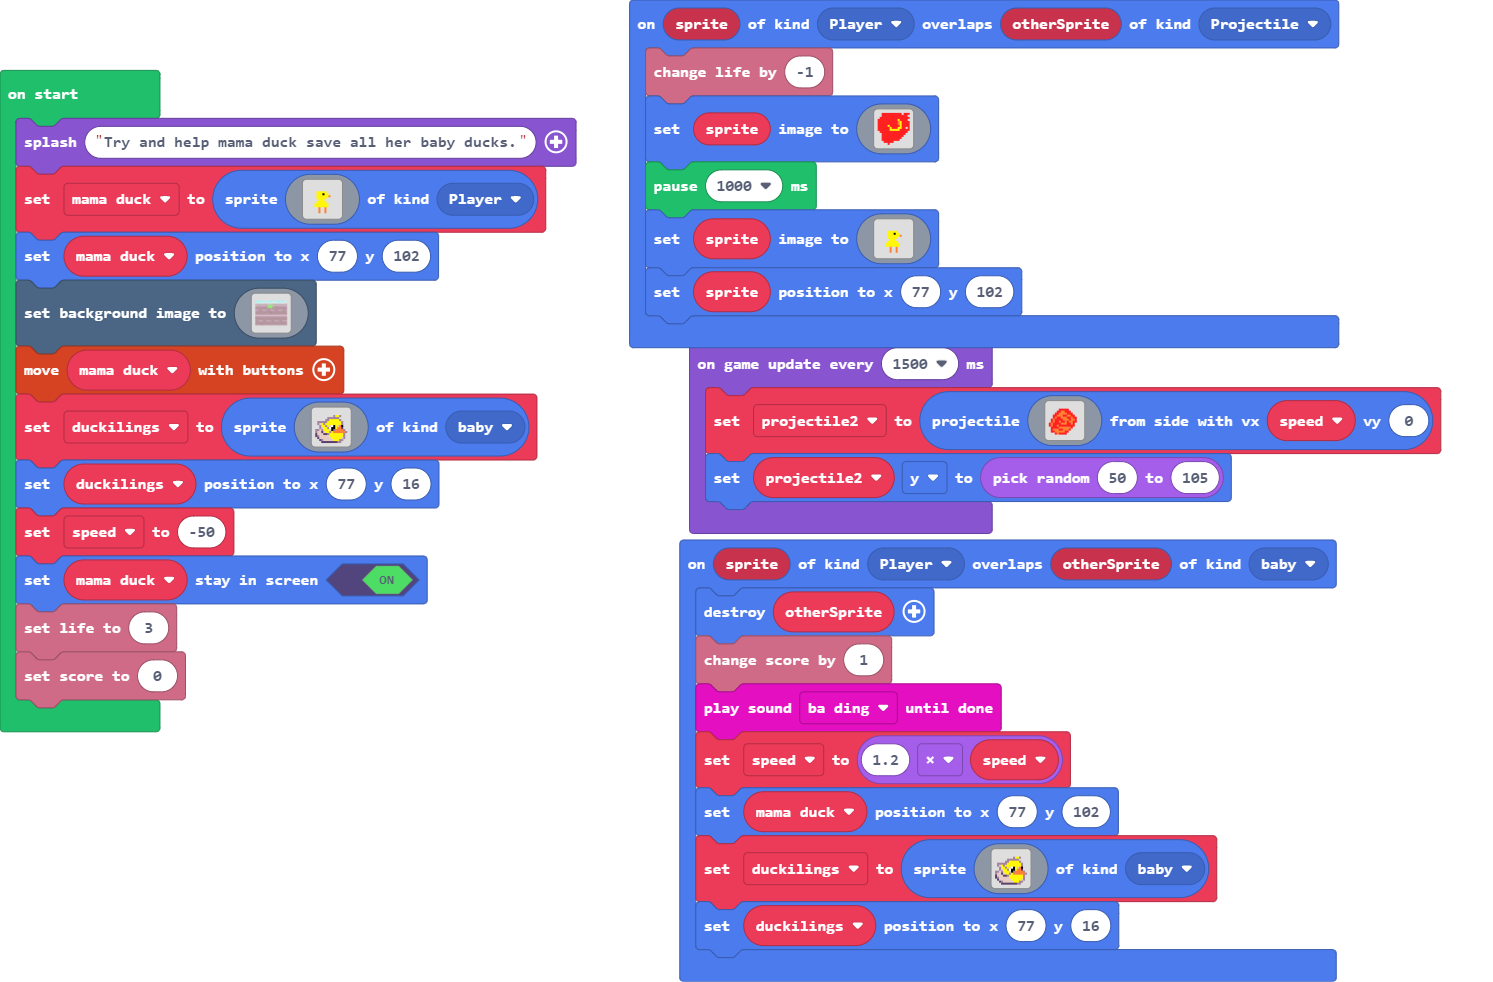 on start
splash "Try and help mama duck save all her baby ducks."
set mama duck to sprite of kind Player
set mama duck position to x 77 y 102
set background image to
move mama duck with buttons
set duckilings to sprite of kind baby
set duckilings position to x 77 y 16
set speed to -50
set mama duck stay in screen ON
set life to 3
set score to 0
on sprite of kind Player overlaps otherSprite of kind Projectile
change life by -1
set sprite image to
pause 1000 ms
set sprite image to
set sprite position to x 77 y 102
on game update every 1500 ms
set projectile2 to projectile from side with vx speed vy 0
set projectile2 y to pick random 50 to 105
on sprite of kind Player overlaps otherSprite of kind baby
destroy otherSprite
change score by 1
play sound ba ding until done
set speed to 1.2 × speed
set mama duck position to x 77 y 102
set duckilings to sprite of kind baby
set duckilings position to x 77 y 16